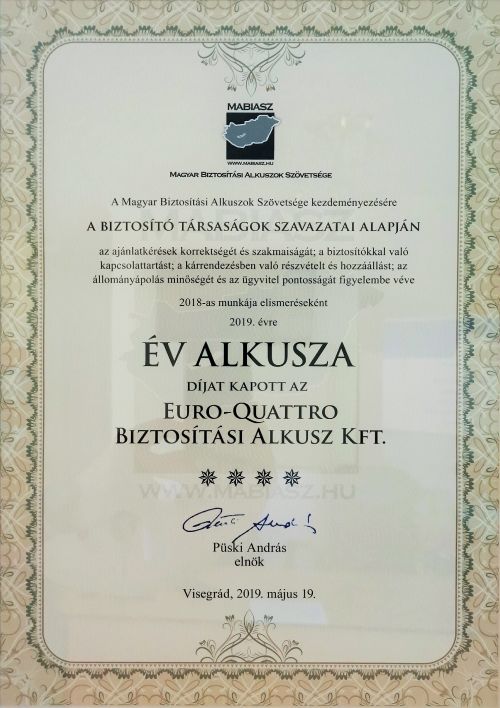 MABIASZ
WWW.MABIASZ.HU
MAGYAR BIZTOSÍTÁSI ALKUSZOK SZÖVETSÉGE
A Magyar Biztosítási Alkuszok Szövetsége kezdeményezésére
A BIZTOSÍTÓ TÁRSASÁGOK SZAVAZATAI ALAPJÁN
az ajánlatkérések korrektségét és szakmaiságát; a biztosítókkal való
kapcsolattartást; a kárrendezésben való részvételt és hozzáállást; az
állományápolás minőségét és az ügyvitel pontosságát figyelembe véve
2018-as munkája elismeréseként
2019. évre
ÉV ALKUSZA
DÍJAT KAPOTT AZ
EURO-QUATTRO
BIZTOSÍTÁSI ALKUSZ KFT.
WWW.MABIASZ.HU
Püski András
Püski András
elnök
Visegrád, 2019. május 19.